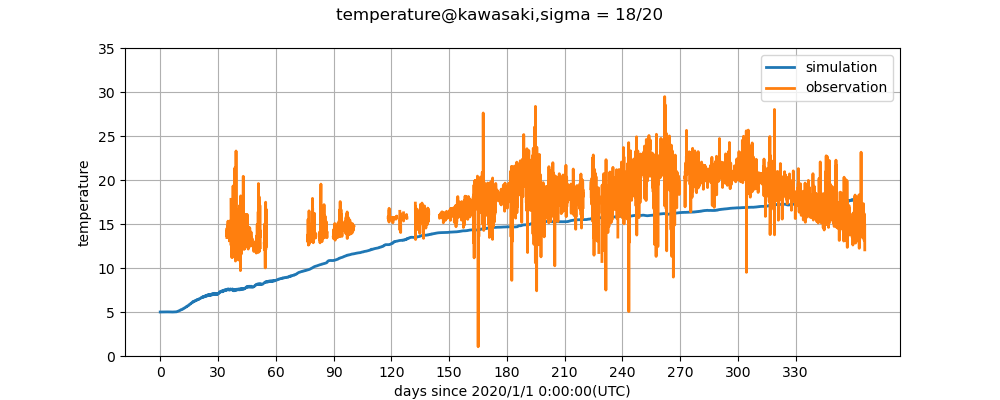 temperature@kawasaki,sigma = 18/20
35
30
25
20
15
10
5
0
temperature
simulation
observation
0 30 60 90 120 150 180 210 240 270 300 330
days since 2020/1/1 0:00:00(UTC)